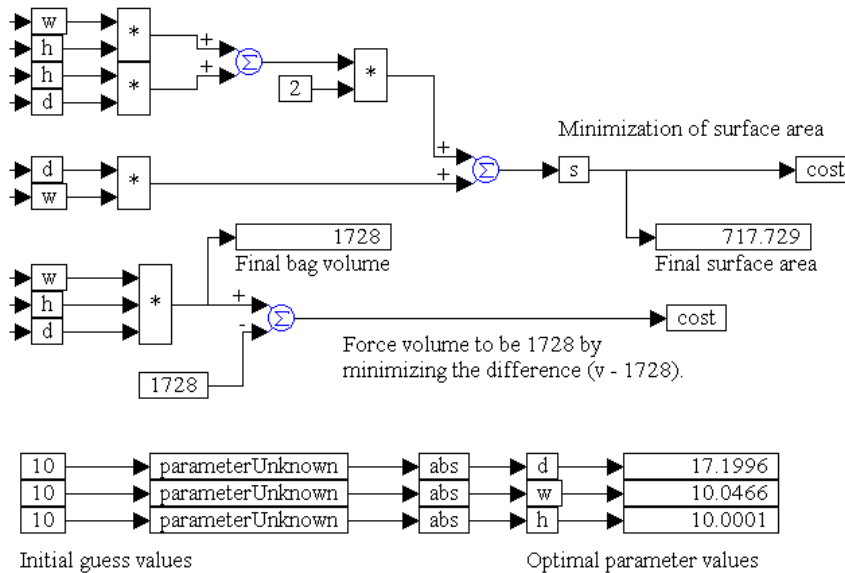 w
*
h
+
h
+
Σ
*
d
*
2
Minimization of surface area
+
d
*
+
Σ
s
cost
w
1728
717.729
Final bag volume
Final surface area
w
h
*
+
d
-
Σ
cost
Force volume to be 1728 by
minimizing the difference (v - 1728).
1728
10 parameterUnknown abs d 17.1996
10 parameterUnknown abs w 10.0466
10 parameterUnknown abs h 10.0001
Initial guess values
Optimal parameter values